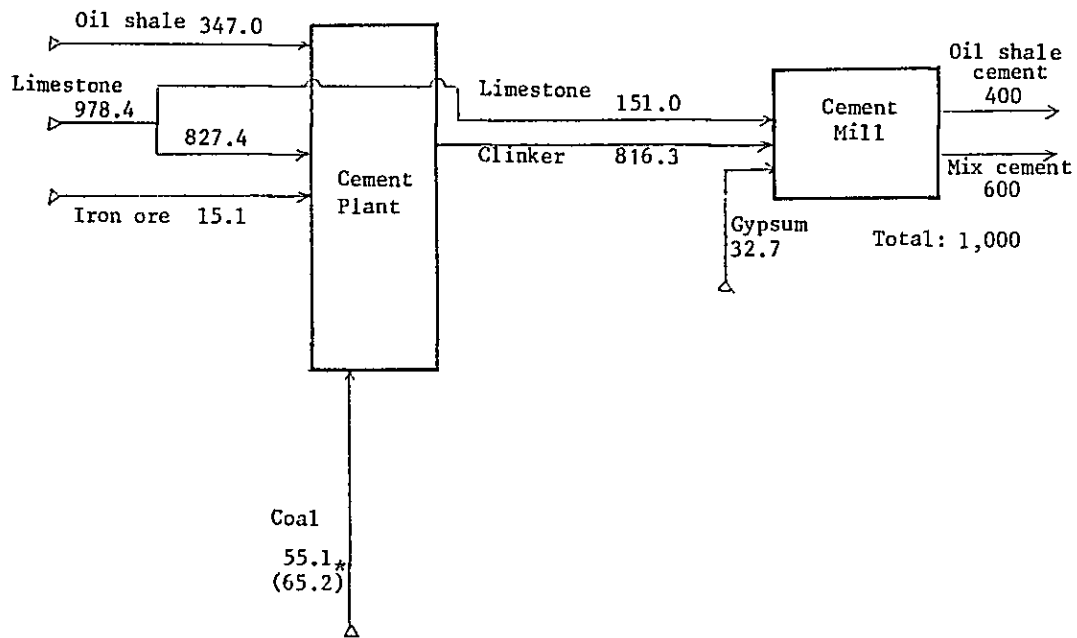 Oil shale 347.0
Limestone
978.4
827.4
Iron ore 15.1
Cement
Plant
Limestone 151.0
Clinker 816.3
Gypsum
32.7
Cement
Mill
Oil shale
cement
400
Mix cement
600
Total: 1,000
Coal
55.1*
(65.2)